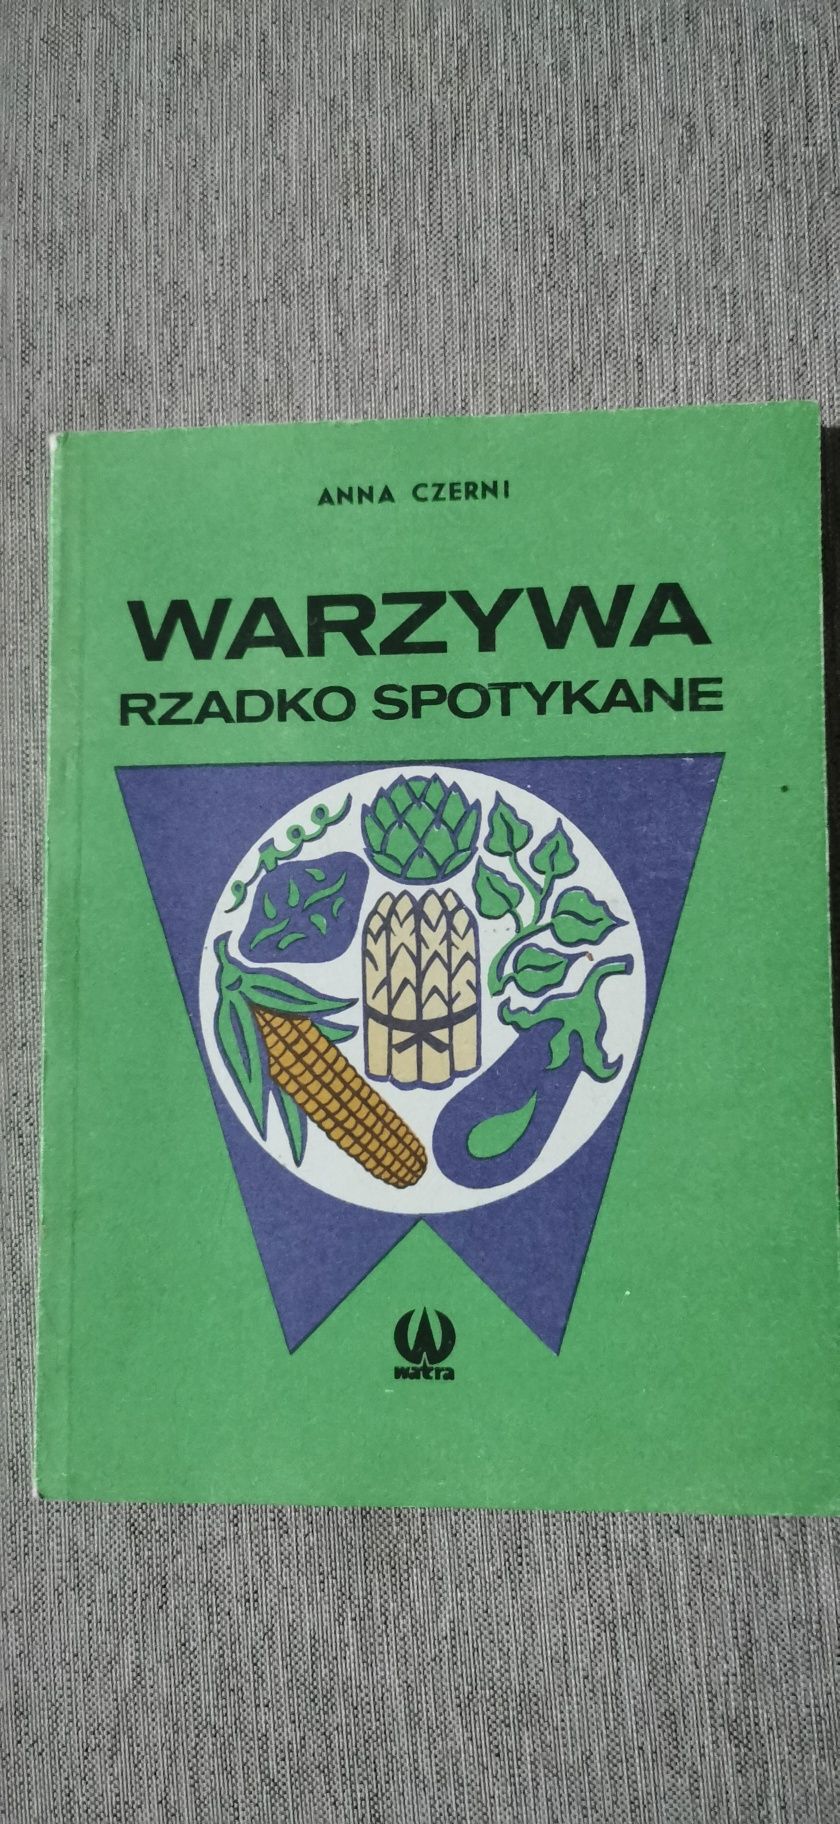 ANNA CZERNI
WARZYWA
RZADKO SPOTYKANE
watra